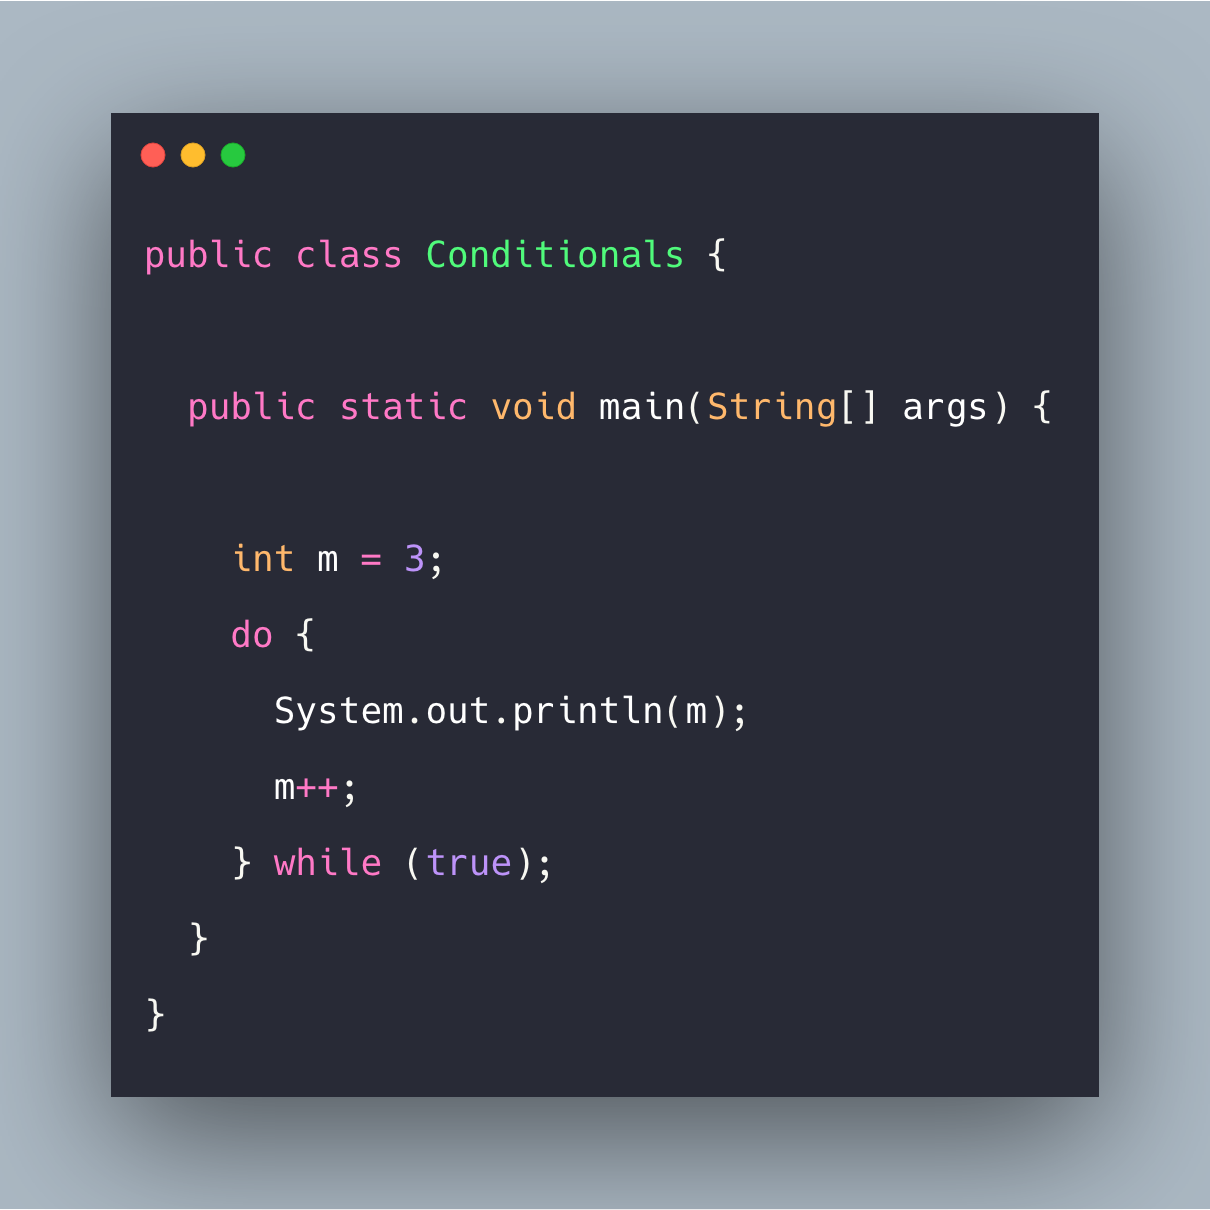 public class Conditionals {
public static void main(String[] args) {
int m = 3;
do {
System.out.println(m);
m++;
} while (true);
}
}